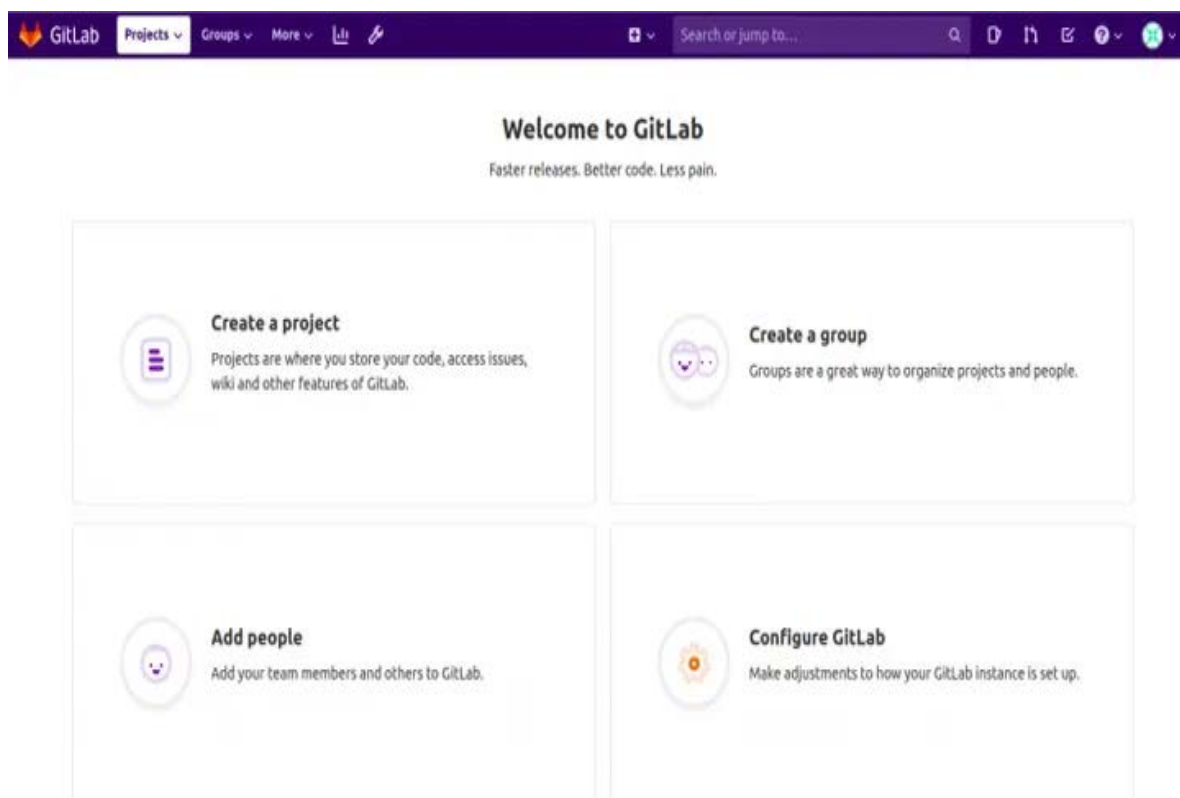 GitLab Projects Groups More Search or jump to...
Welcome to GitLab
Faster releases. Better code. Less pain.
Create a project
Projects are where you store your code, access issues,
wiki and other features of GitLab.
Create a group
Groups are a great way to organize projects and people.
Add people
Add your team members and others to GitLab.
Configure GitLab
Make adjustments to how your GitLab instance is set up.